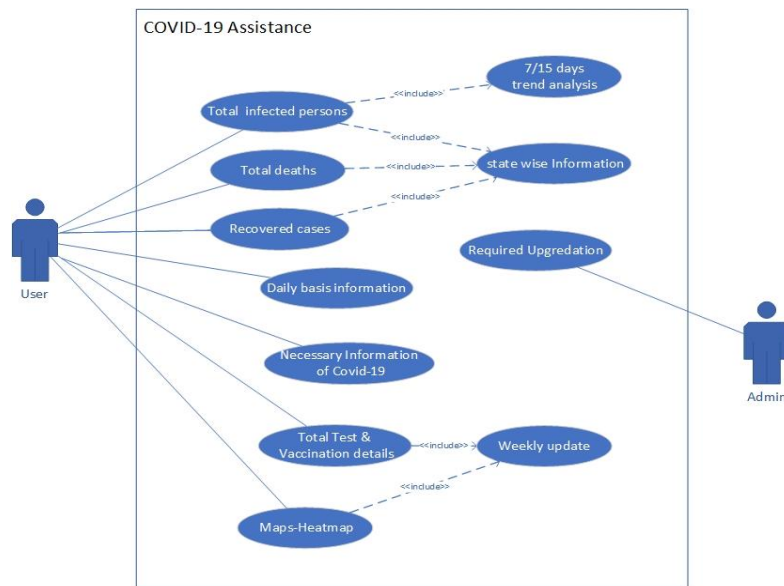 COVID-19 Assistance
7/15 days
trend analysis
<<include>>
Total infected persons
<<include>>
Total deaths
<<include>>
state wise Information
<<include>>
Recovered cases
Required Upgredation
User
Daily basis information
Necessary Information
of Covid-19
Admin
Total Test &
Vaccination details
<<include>>
Weekly update
<<include>>
Maps-Heatmap